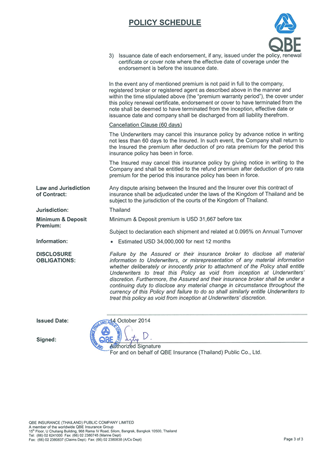 POLICY SCHEDULE
QBE
3) Issuance date of each endorsement, if any, issued under the policy, renewal
certificate or cover note where the effective date of coverage under the
endorsement is before the issuance date.
In the event any of mentioned premium is not paid in full to the company,
registered broker or registered agent as described above in the manner and
within the time stipulated above (the "premium warranty period"), the cover under
this policy renewal certificate, endorsement or cover to have terminated from the
note shall be deemed to have terminated from the inception, effective date or
issuance date and company shall be discharged from all liability therefrom.
Cancellation Clause (60 days)
The Underwriters may cancel this insurance policy by advance notice in writing
not less than 60 days to the Insured. In such event, the Company shall return to
the Insured the premium after deduction of pro rata premium for the period this
insurance policy has been in force.
The Insured may cancel this insurance policy by giving notice in writing to the
Company and shall be entitled to the refund premium after deduction of pro rata
premium for the period this insurance policy has been in force.
Law and Jurisdiction Any dispute arising between the Insured and the Insurer over this contract of
of Contract: insurance shall be adjudicated under the laws of the Kingdom of Thailand and be
subject to the jurisdiction of the courts of the Kingdom of Thailand.
Jurisdiction: Thailand
Minimum & Deposit Minimum & Deposit premium is USD 31,667 before tax
Premium:
Subject to declaration each shipment and related at 0.095% on Annual Turnover
Information: • Estimated USD 34,000,000 for next 12 months
DISCLOSURE Failure by the Assured or their insurance broker to disclose all material
OBLIGATIONS: information to Underwriters, or misrepresentation of any material information
whether deliberately or innocently prior to attachment of the Policy shall entitle
Underwriters to treat this Policy as void from inception at Underwriters'
discretion. Furthermore, the Assured and their insurance broker shall be under a
continuing duty to disclose any material change in circumstance throughout the
currency of this Policy and failure to do so shall similarly entitle Underwriters to
treat this policy as void from inception at Underwriters' discretion.
Issued Date: 14 October 2014
Signed:
Authorized Signature
For and on behalf of QBE Insurance (Thailand) Public Co., Ltd.
QBE INSURANCE (THAILAND) PUBLIC COMPANY LIMITED
A member of the worldwide QBE Insurance Group
Page 3 of 3